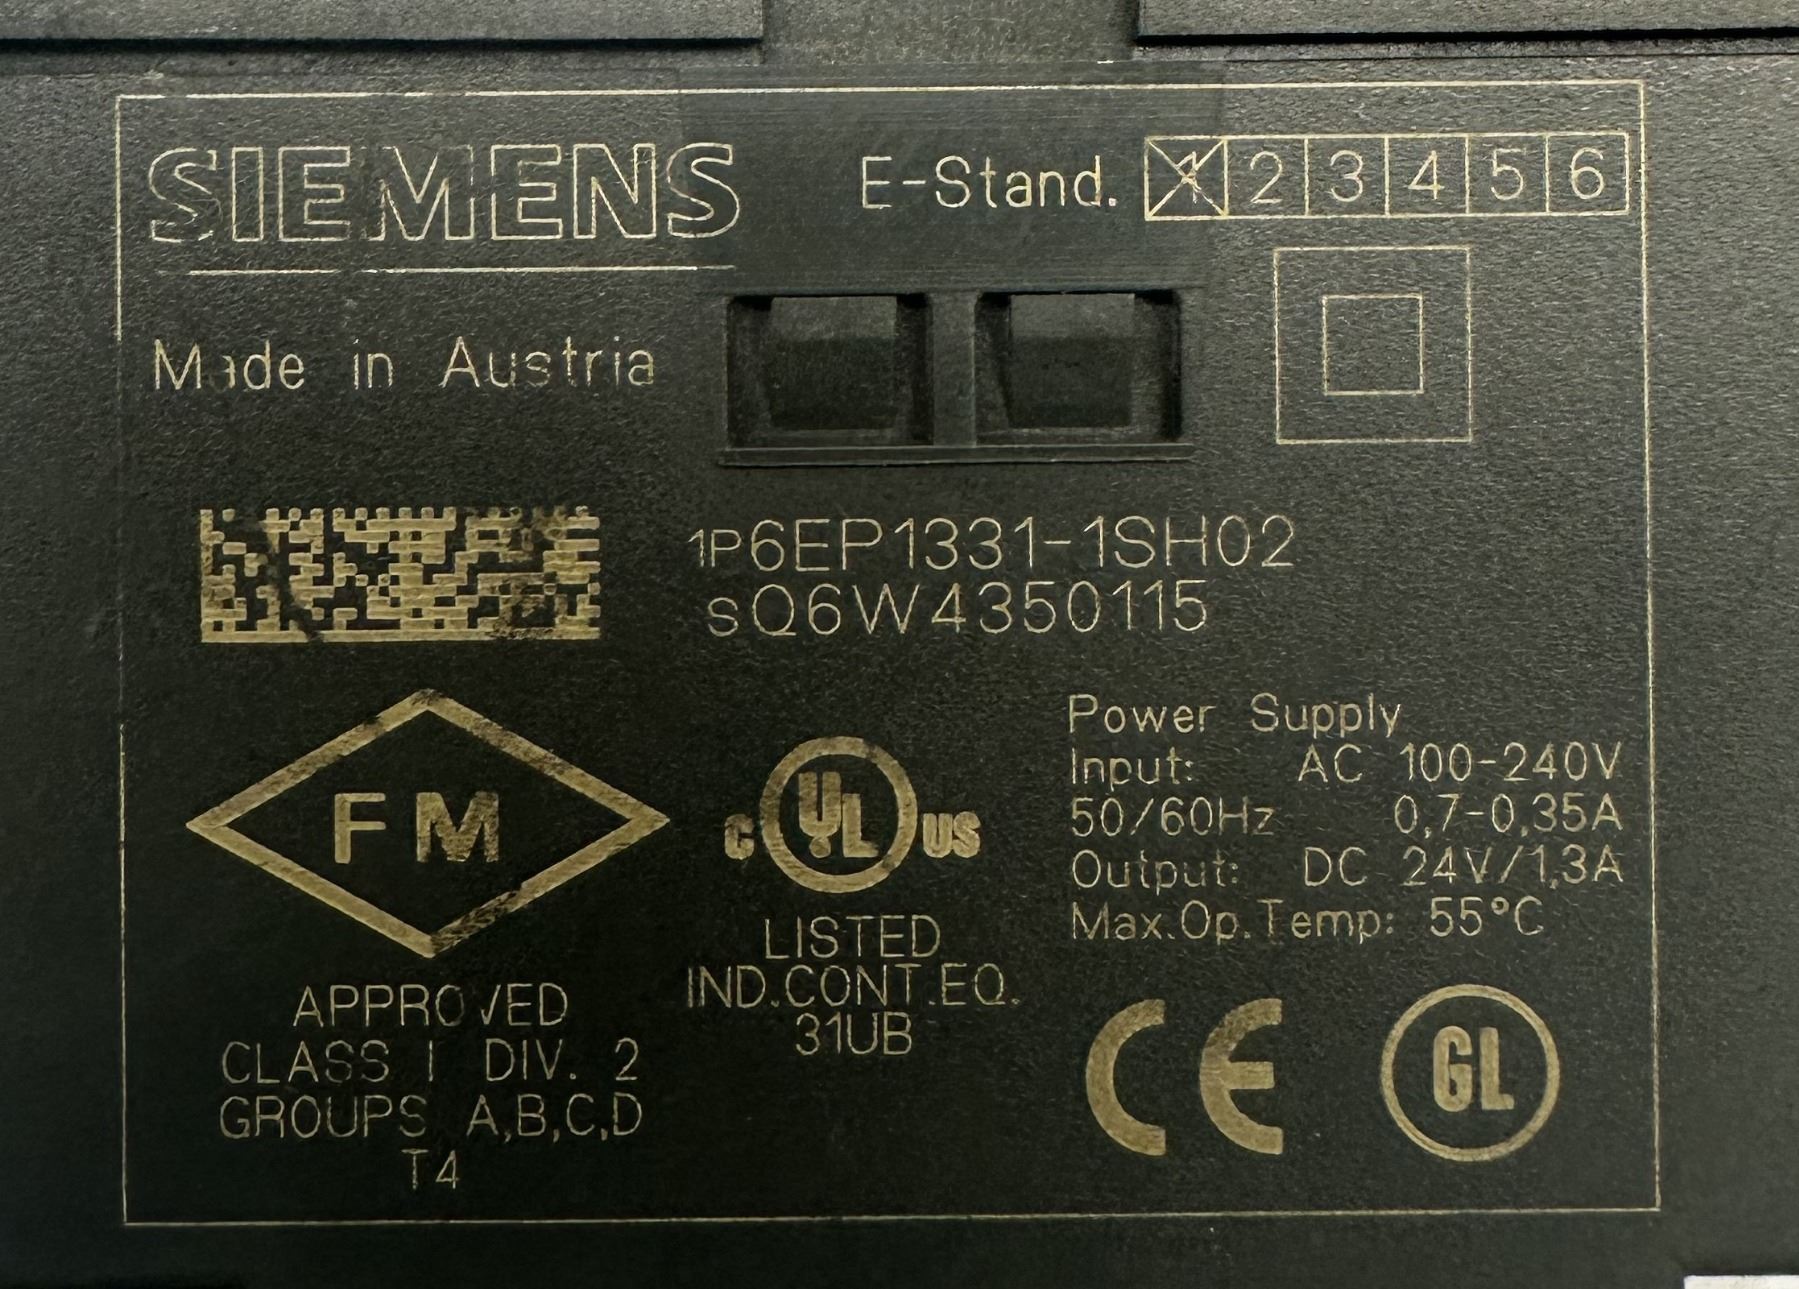 SIEMENS
E-Stand. 1 2 3 4 5 6
Made in Austria
1P6EP1331-1SH02
SQ6W4350115
FM
APPROVED
CLASS I DIV. 2
GROUPS A,B,C,D
T4
C UL US
LISTED
IND.CONT.EQ.
31UB
Power Supply
Input: AC 100-240V
50/60Hz 0,7-0,35A
Output: DC 24V/1,3A
Max.Op.Temp: 55°C
CE
GL